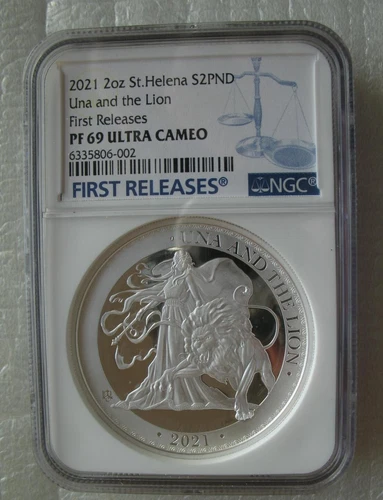 2021 2oz St.Helena S2PND
Una and the Lion
First Releases
PF 69 ULTRA CAMEO
6335806-002
FIRST RELEASES®
NGC®
· UNA AND THE LION ·
· 2021 ·